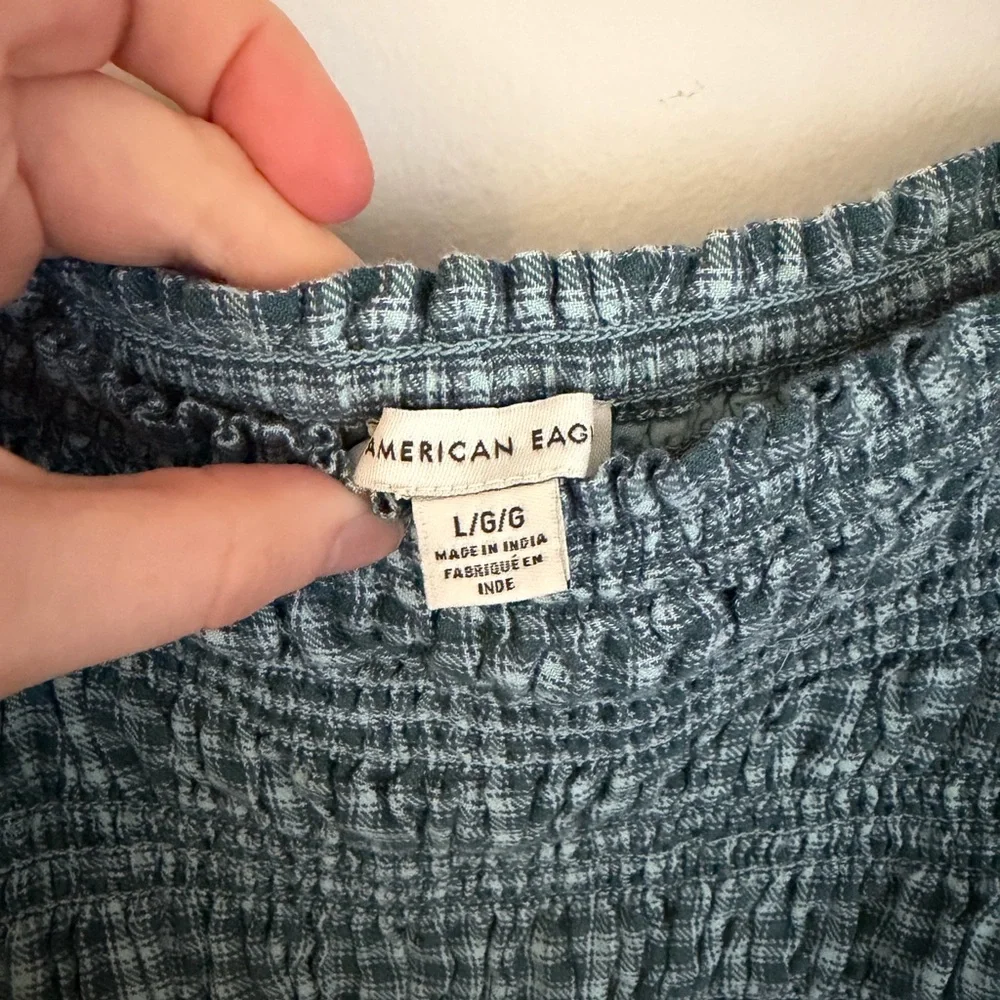 AMERICAN EAG
L/G/G
MADE IN INDIA
FABRIQUÉ EN
INDE